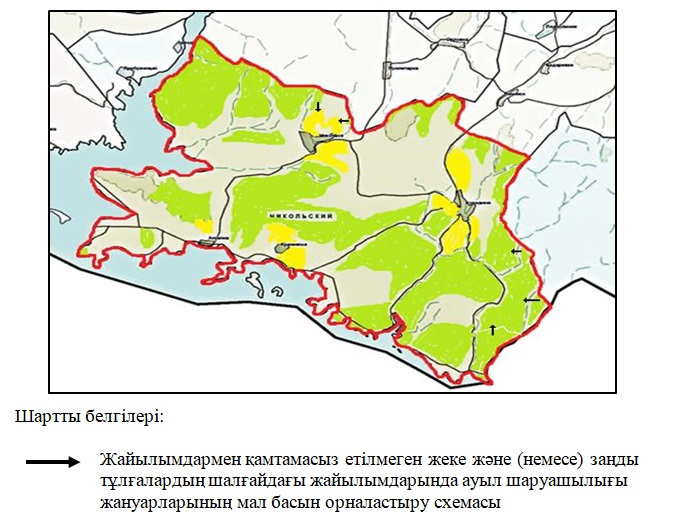 НИКОЛЬСКИЙ
Шартты белгілері:
Жайылымдармен қамтамасыз етілмеген жеке және (немесе) заңды
тұлғалардың шалғайдағы жайылымдарында ауыл шаруашылығы
жануарларының мал басын орналастыру схемасы